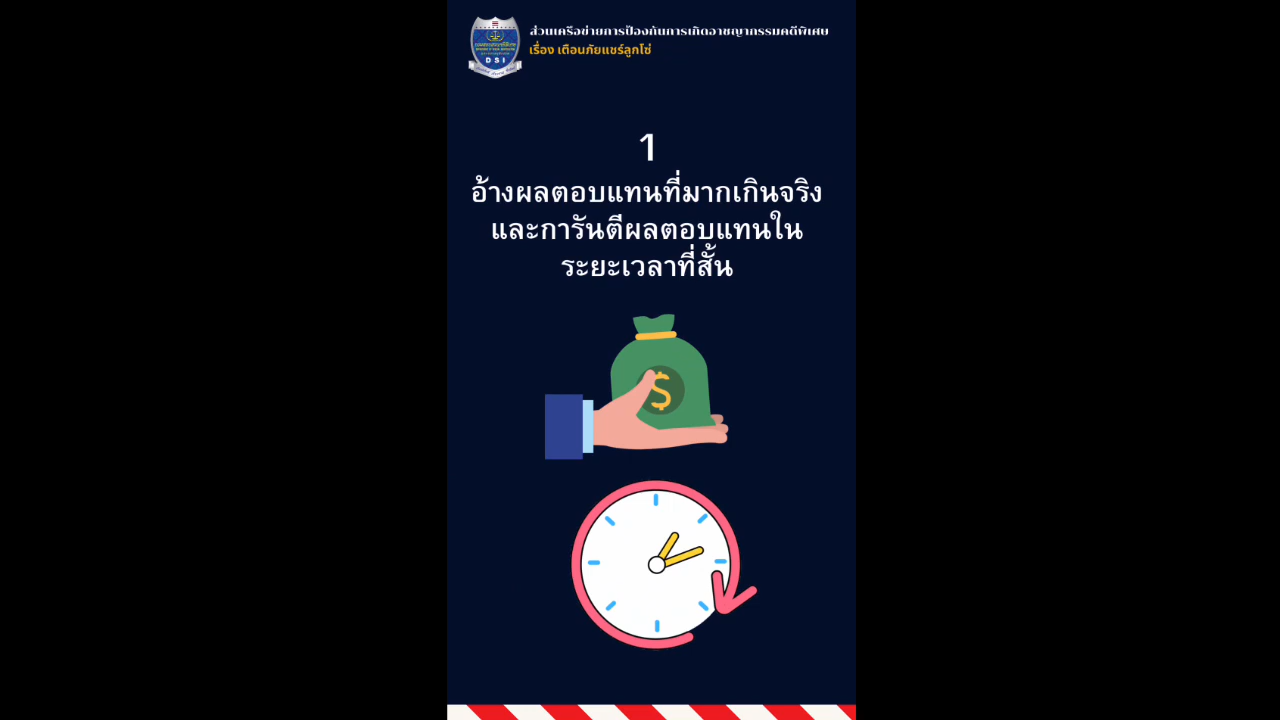 ส่วนเครือข่ายการป้องกันการเกิดอาชญากรรมคดีพิเศษ
เรื่อง เตือนภัยแชร์ลูกโซ่
DSI
1
อ้างผลตอบแทนที่มากเกินจริง
และการันตีผลตอบแทนใน
ระยะเวลาที่สั้น
$